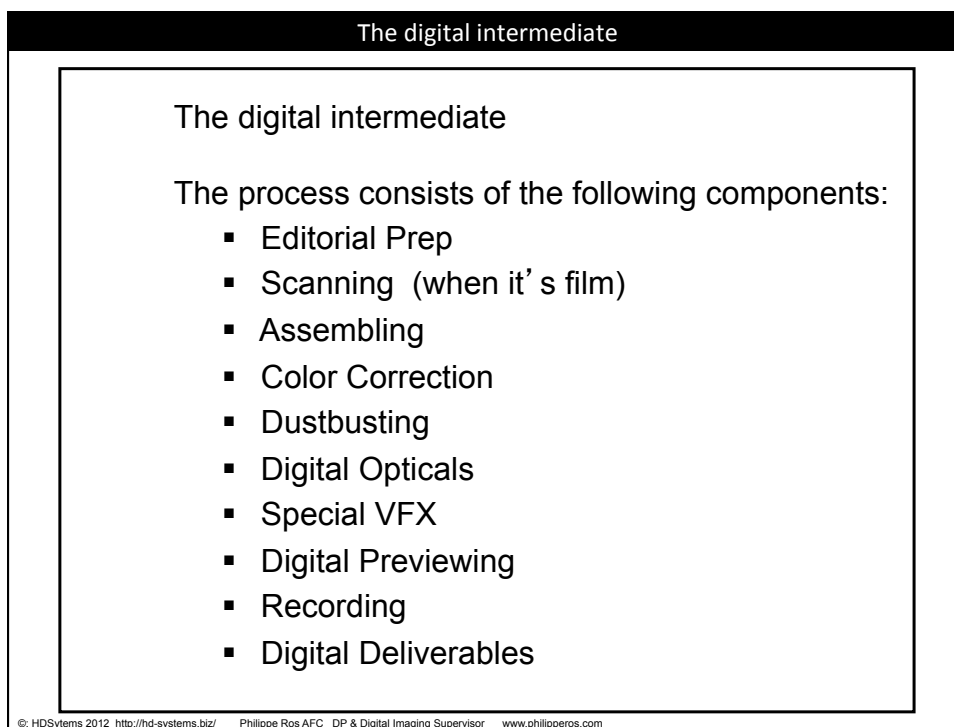 The digital intermediate
The digital intermediate
The process consists of the following components:
▪ Editorial Prep
▪ Scanning (when it's film)
▪ Assembling
▪ Color Correction
▪ Dustbusting
▪ Digital Opticals
▪ Special VFX
▪ Digital Previewing
▪ Recording
▪ Digital Deliverables
©: HDSytems 2012 http://hd-systems.biz/ Philippe Ros AFC DP & Digital Imaging Supervisor www.philipperos.com